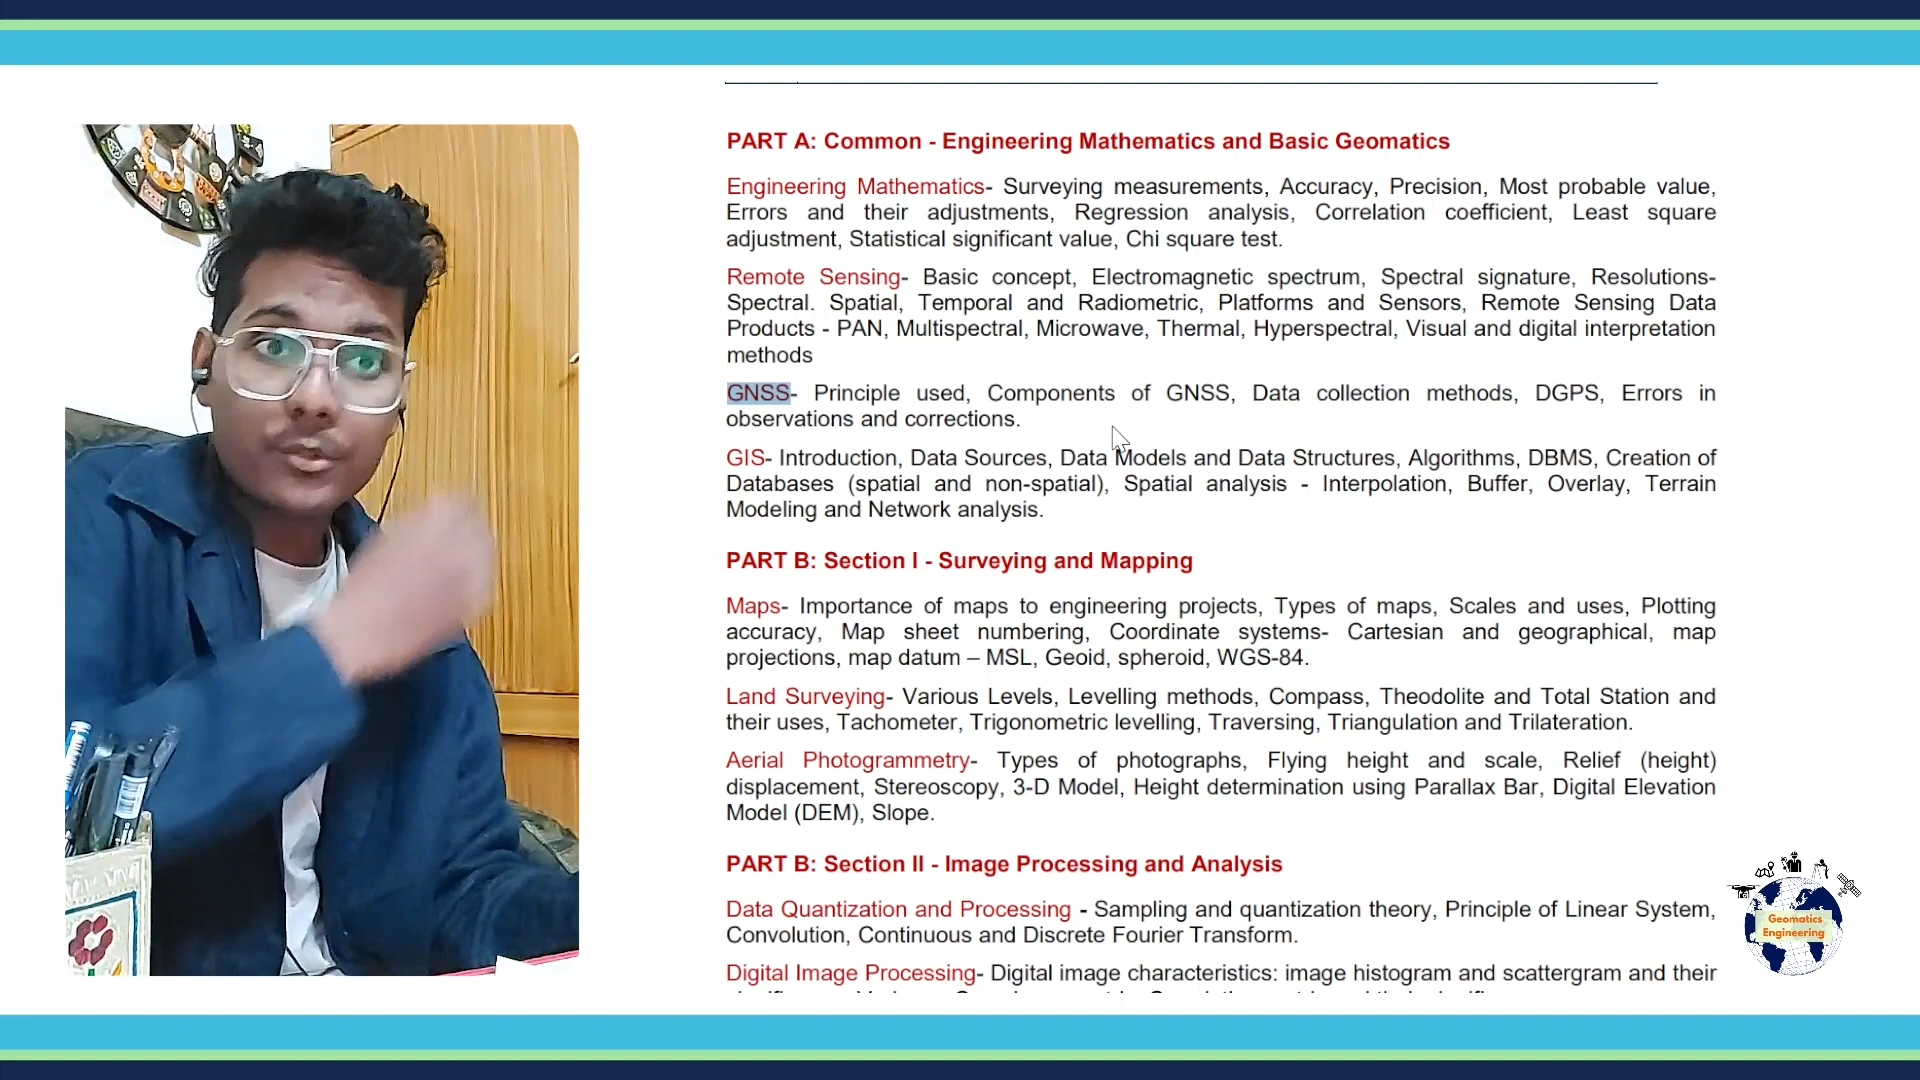 PART A: Common - Engineering Mathematics and Basic Geomatics
Engineering Mathematics- Surveying measurements, Accuracy, Precision, Most probable value,
Errors and their adjustments, Regression analysis, Correlation coefficient, Least square
adjustment, Statistical significant value, Chi square test.
Remote Sensing- Basic concept, Electromagnetic spectrum, Spectral signature, Resolutions-
Spectral. Spatial, Temporal and Radiometric, Platforms and Sensors, Remote Sensing Data
Products - PAN, Multispectral, Microwave, Thermal, Hyperspectral, Visual and digital interpretation
methods
GNSS- Principle used, Components of GNSS, Data collection methods, DGPS, Errors in
observations and corrections.
GIS- Introduction, Data Sources, Data Models and Data Structures, Algorithms, DBMS, Creation of
Databases (spatial and non-spatial), Spatial analysis - Interpolation, Buffer, Overlay, Terrain
Modeling and Network analysis.
PART B: Section I - Surveying and Mapping
Maps- Importance of maps to engineering projects, Types of maps, Scales and uses, Plotting
accuracy, Map sheet numbering, Coordinate systems- Cartesian and geographical, map
projections, map datum – MSL, Geoid, spheroid, WGS-84.
Land Surveying- Various Levels, Levelling methods, Compass, Theodolite and Total Station and
their uses, Tachometer, Trigonometric levelling, Traversing, Triangulation and Trilateration.
Aerial Photogrammetry- Types of photographs, Flying height and scale, Relief (height)
displacement, Stereoscopy, 3-D Model, Height determination using Parallax Bar, Digital Elevation
Model (DEM), Slope.
PART B: Section II - Image Processing and Analysis
Data Quantization and Processing - Sampling and quantization theory, Principle of Linear System,
Convolution, Continuous and Discrete Fourier Transform.
Digital Image Processing- Digital image characteristics: image histogram and scattergram and their
Geomatics
Engineering